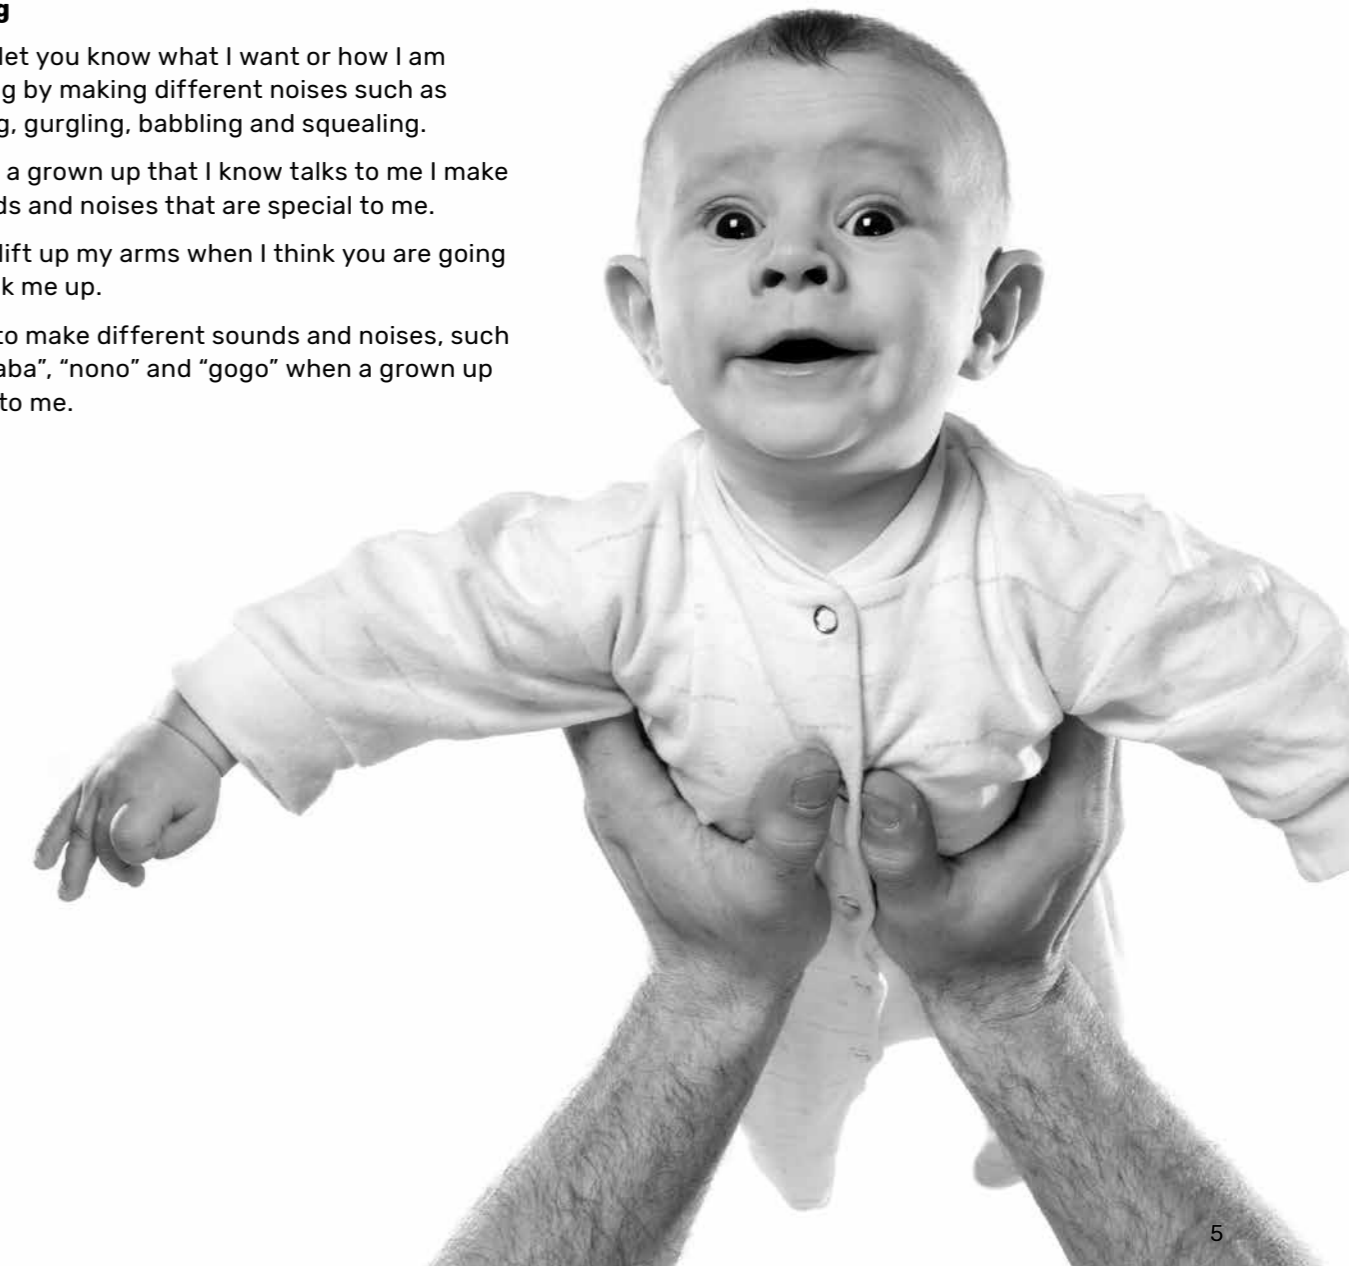 g
let you know what I want or how I am
g by making different noises such as
g, gurgling, babbling and squealing.
a grown up that I know talks to me I make
ds and noises that are special to me.
lift up my arms when I think you are going
k me up.
to make different sounds and noises, such
aba”, “nono” and “gogo” when a grown up
to me.
5